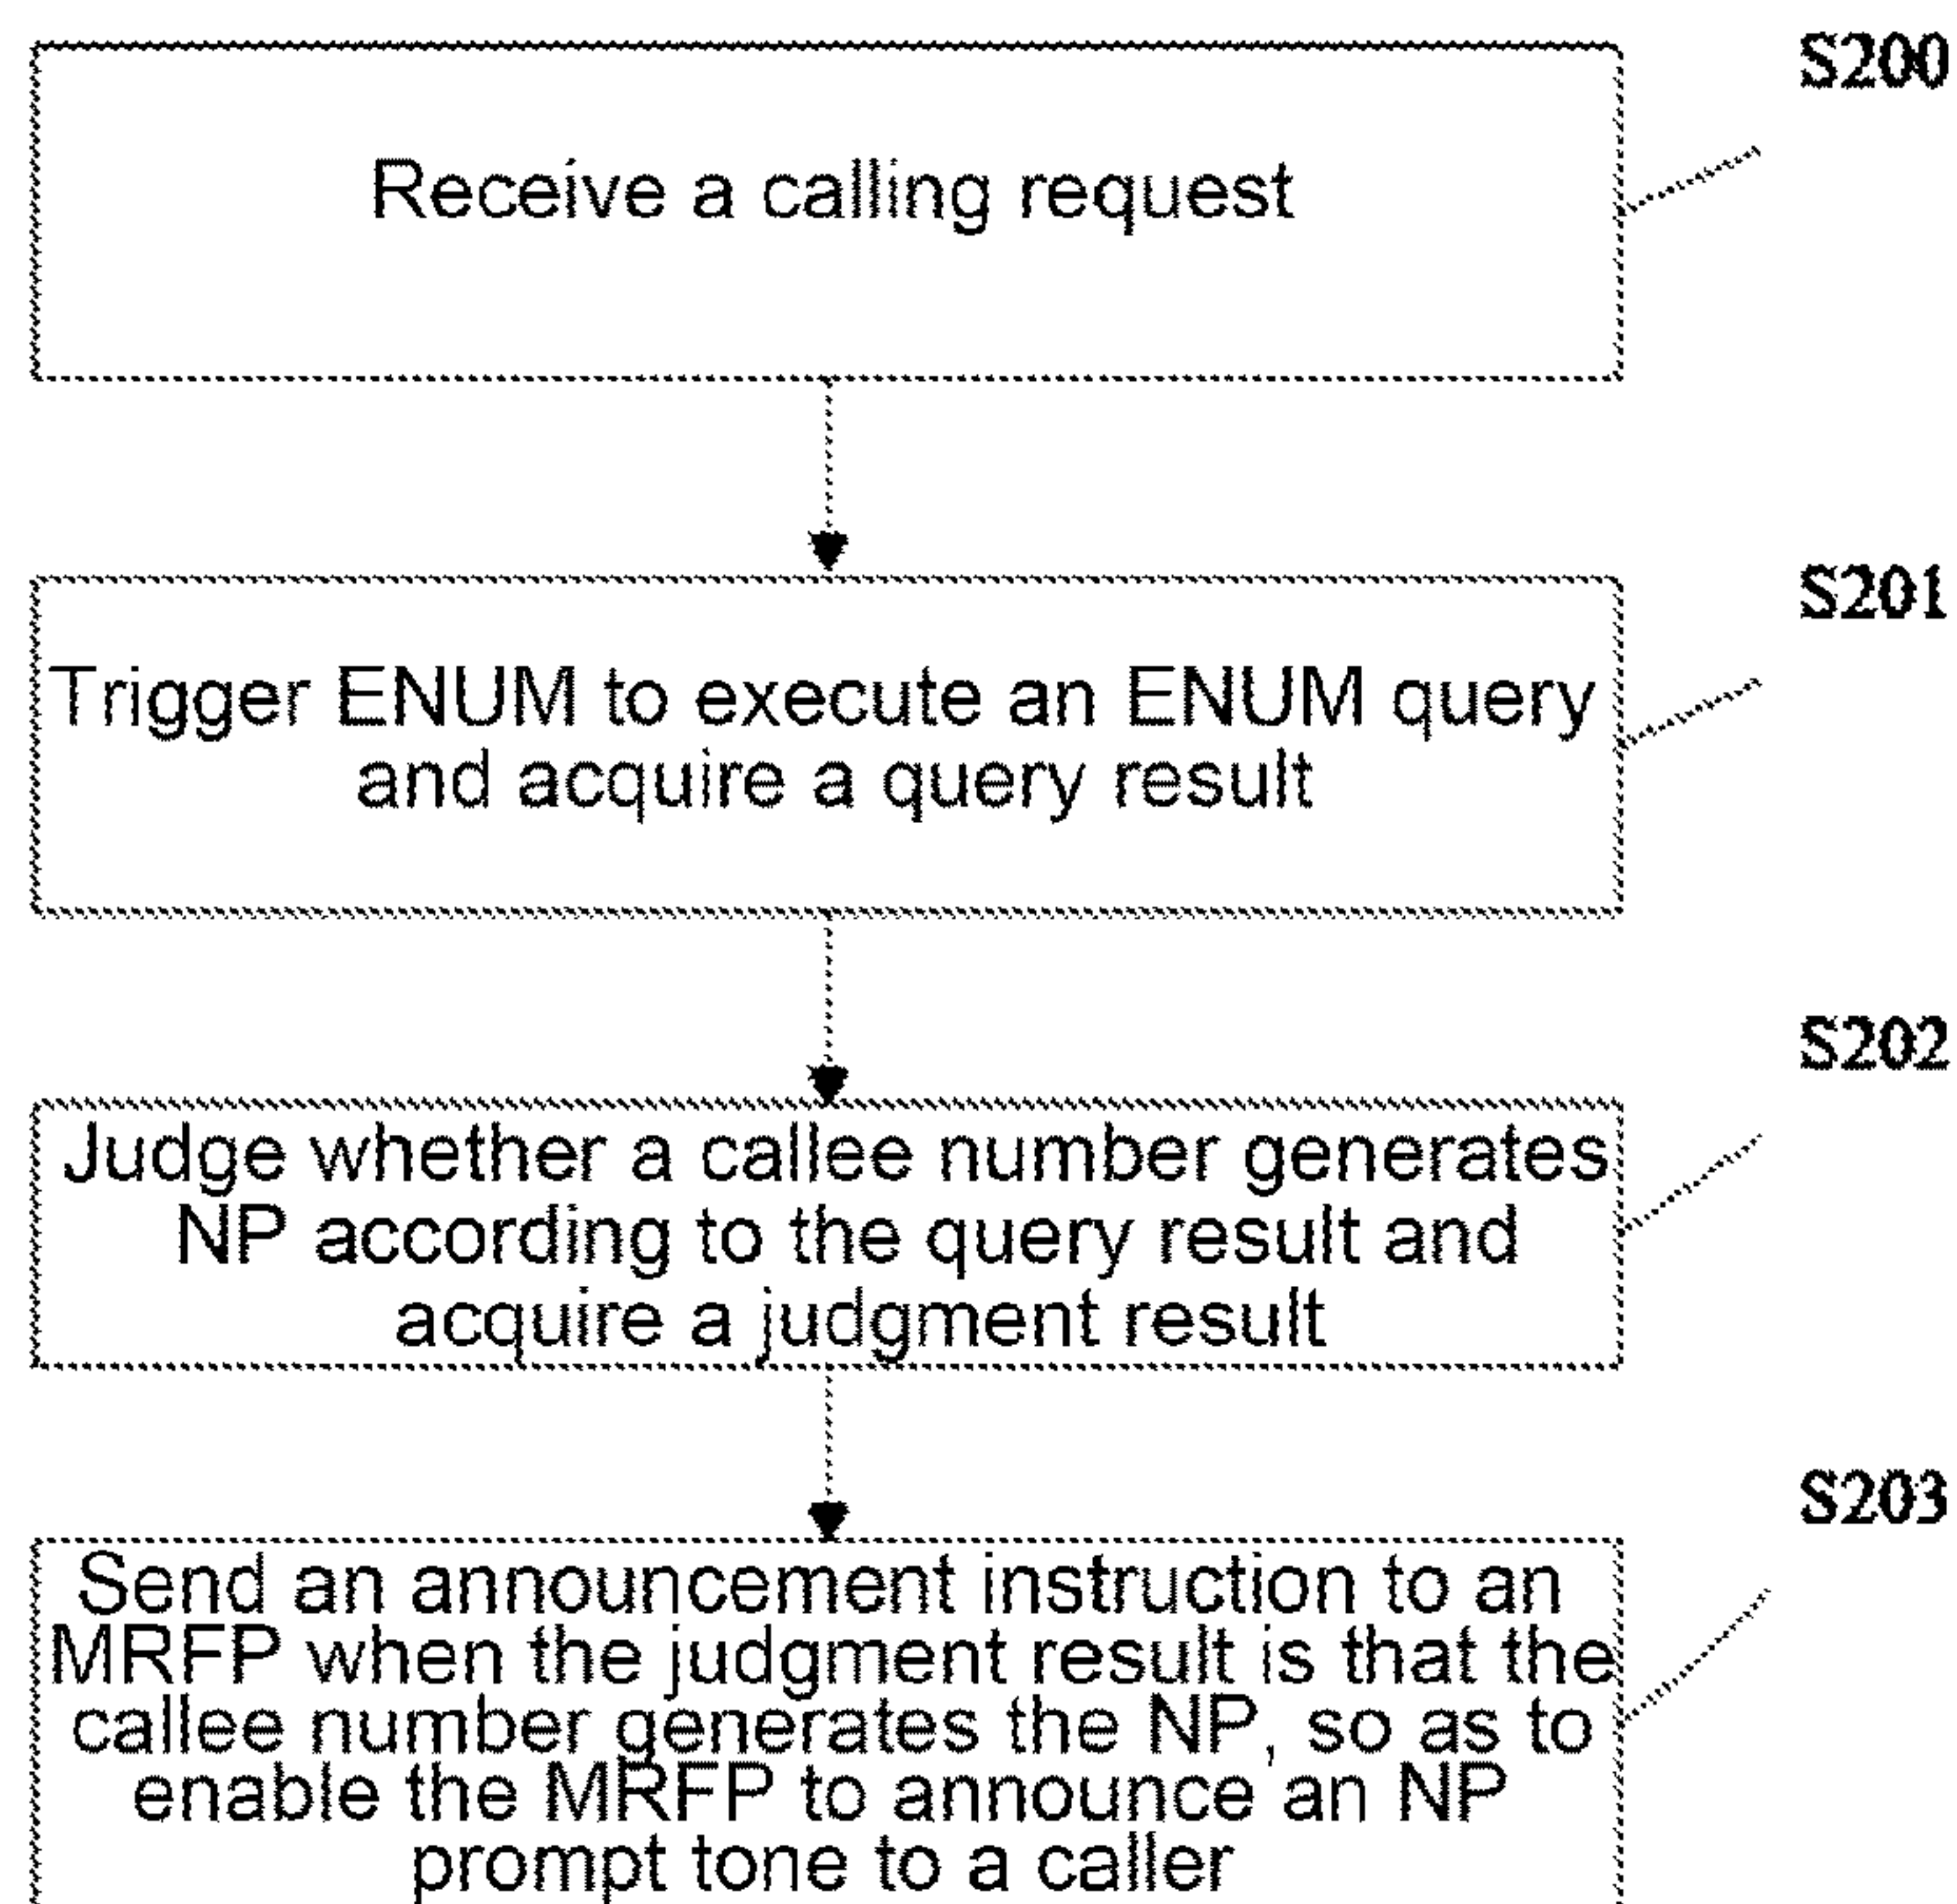 S200
Receive a calling request
S201
Trigger ENUM to execute an ENUM query
and acquire a query result
S202
Judge whether a callee number generates
NP according to the query result and
acquire a judgment result
S203
Send an announcement instruction to an
MRFP when the judgment result is that the
callee number generates the NP, so as to
enable the MRFP to announce an NP
prompt tone to a caller